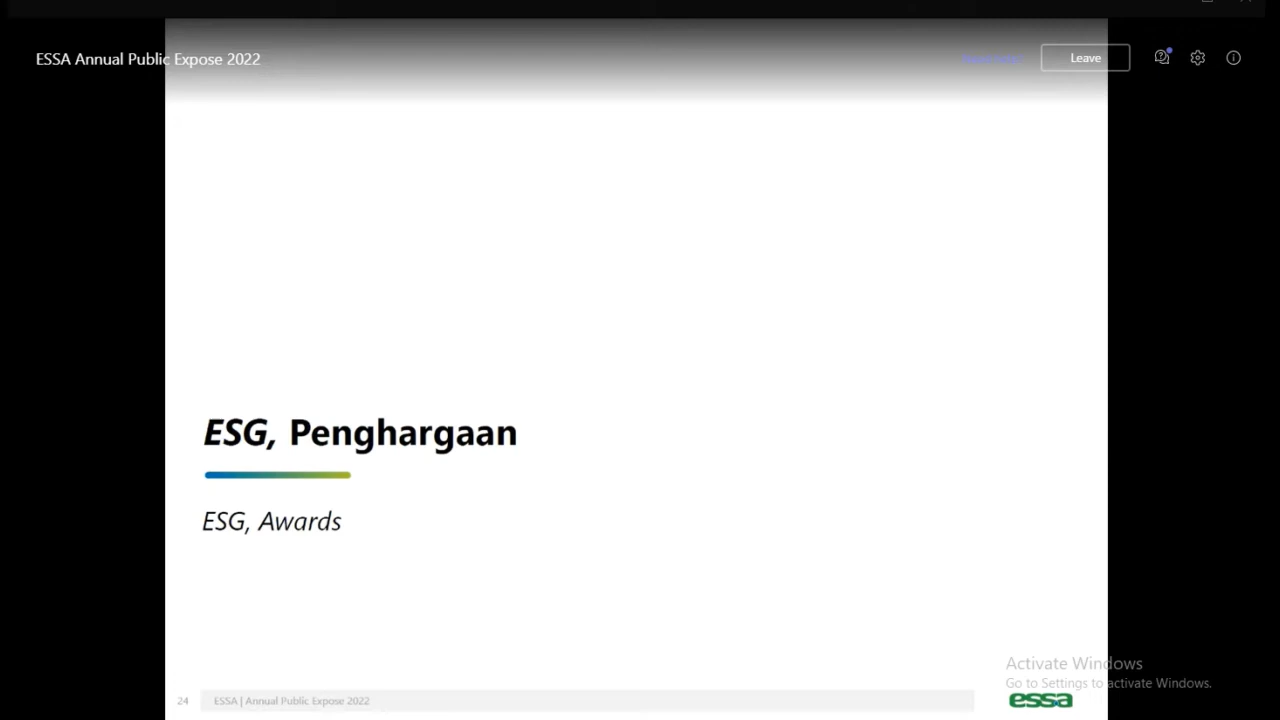 ESSA Annual Public Expose 2022
Leave
ESG, Penghargaan
ESG, Awards
Activate Windows
Go to Settings to activate Windows.
24
ESSA | Annual Public Expose 2022
essa